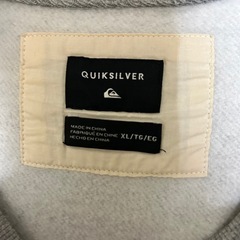 QUIKSILVER
MADE IN CHINA
FABRIQUÉ EN CHINE
HECHO EN CHINA
XL/TG/EG